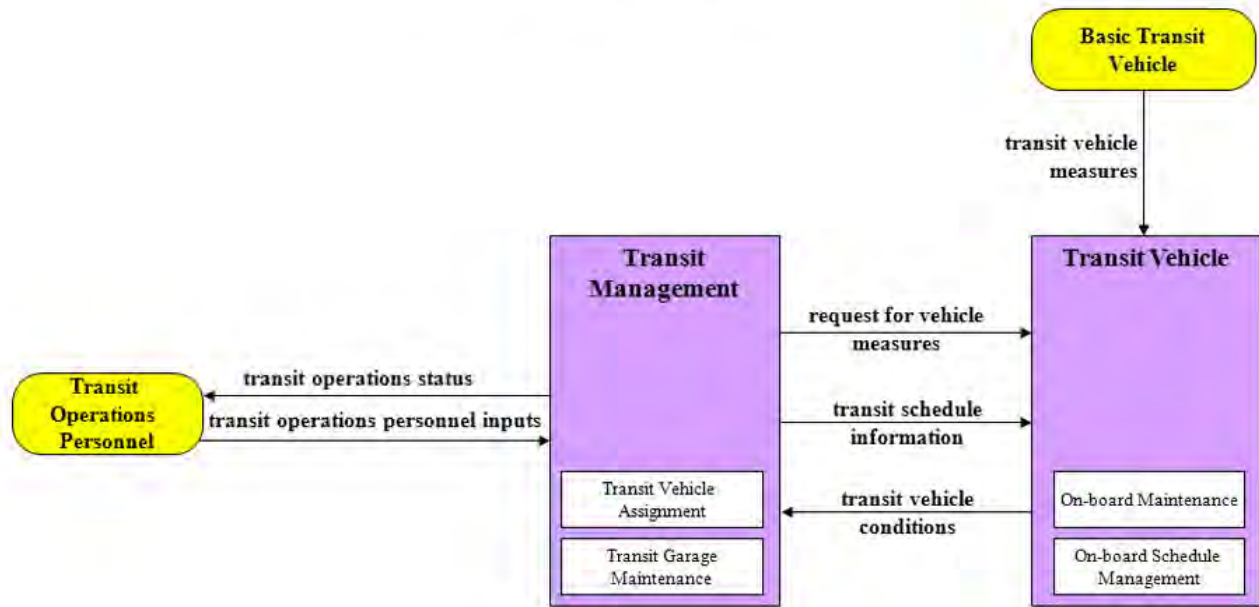 Basic Transit
Vehicle
transit vehicle
measures
Transit
Management
Transit Vehicle
request for vehicle
measures
Transit
Operations
Personnel
transit operations status
transit operations personnel inputs
transit schedule
information
Transit Vehicle
Assignment
transit vehicle
conditions
On-board Maintenance
Transit Garage
Maintenance
On-board Schedule
Management